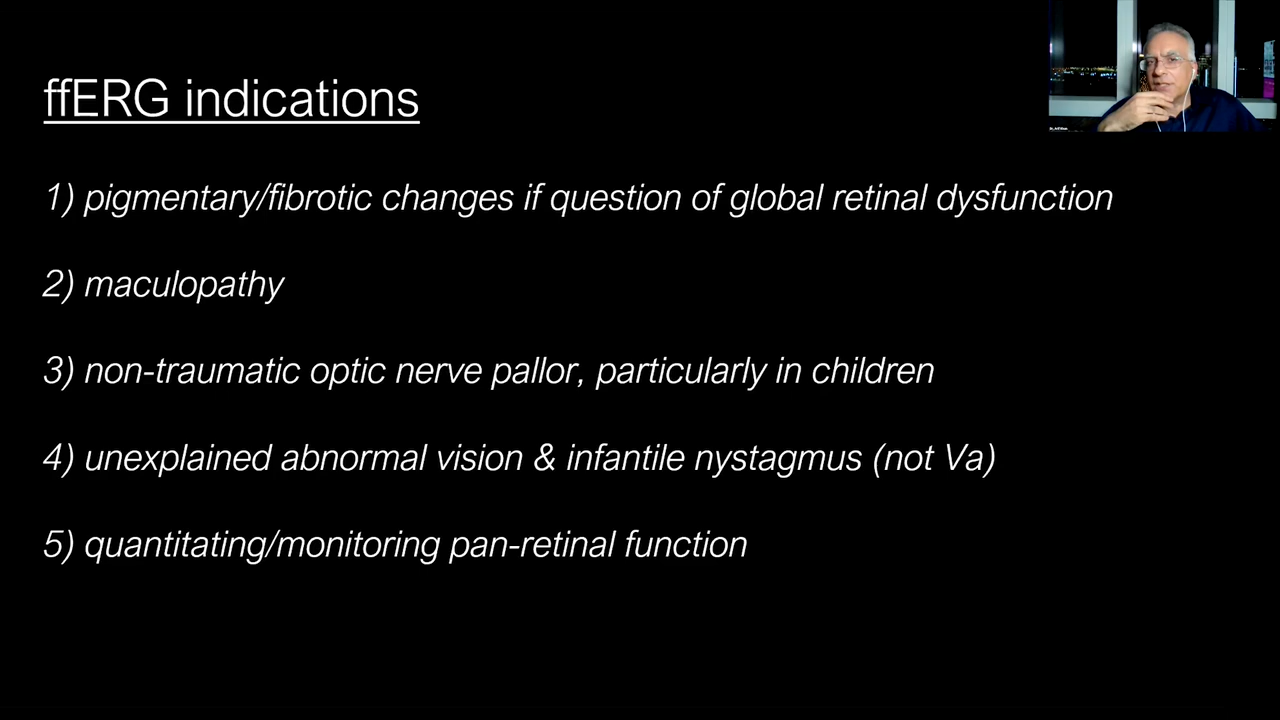 ffERG indications
1) pigmentary/fibrotic changes if question of global retinal dysfunction
2) maculopathy
3) non-traumatic optic nerve pallor, particularly in children
4) unexplained abnormal vision & infantile nystagmus (not Va)
5) quantitating/monitoring pan-retinal function